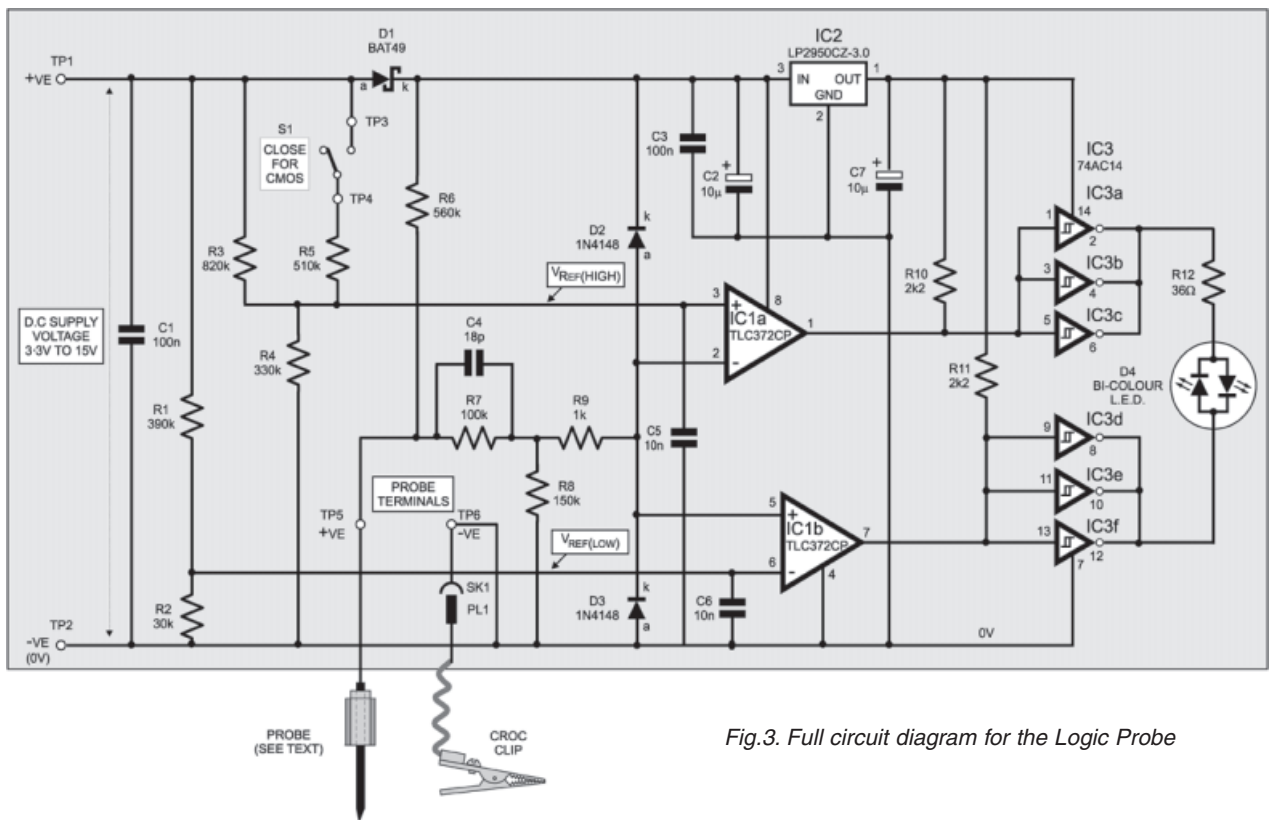 D1
BAT49
a
k
TP1
+VE
TP3
S1
CLOSE
FOR
CMOS
TP4
R6
560k
R3
820k
R5
510k
IC2
LP2950CZ-3.0
3
IN
OUT
1
GND
2
C3
100n
C2
+
10µ
C7
+
10µ
IC3
74AC14
IC3a
1
14
2
IC3b
3
4
IC3c
5
6
R10
2k2
R12
36Ω
D2
1N4148
k
a
VREF(HIGH)
D.C SUPPLY
VOLTAGE
3·3V TO 15V
C1
100n
R4
330k
C4
18p
R7
100k
R9
1k
3
+
IC1a
TLC372CP
8
1
2
-
R11
2k2
D4
BI-COLOUR
L.E.D.
R1
390k
C5
10n
R8
150k
IC3d
9
8
IC3e
11
10
IC3f
13
12
7
PROBE
TERMINALS
TP5
+VE
TP6
-VE
VREF(LOW)
5
+
IC1b
TLC372CP
7
6
-
4
SK1
PL1
R2
30k
D3
1N4148
k
a
C6
10n
0V
TP2
-VE
(0V)
PROBE
(SEE TEXT)
CROC
CLIP
Fig.3. Full circuit diagram for the Logic Probe